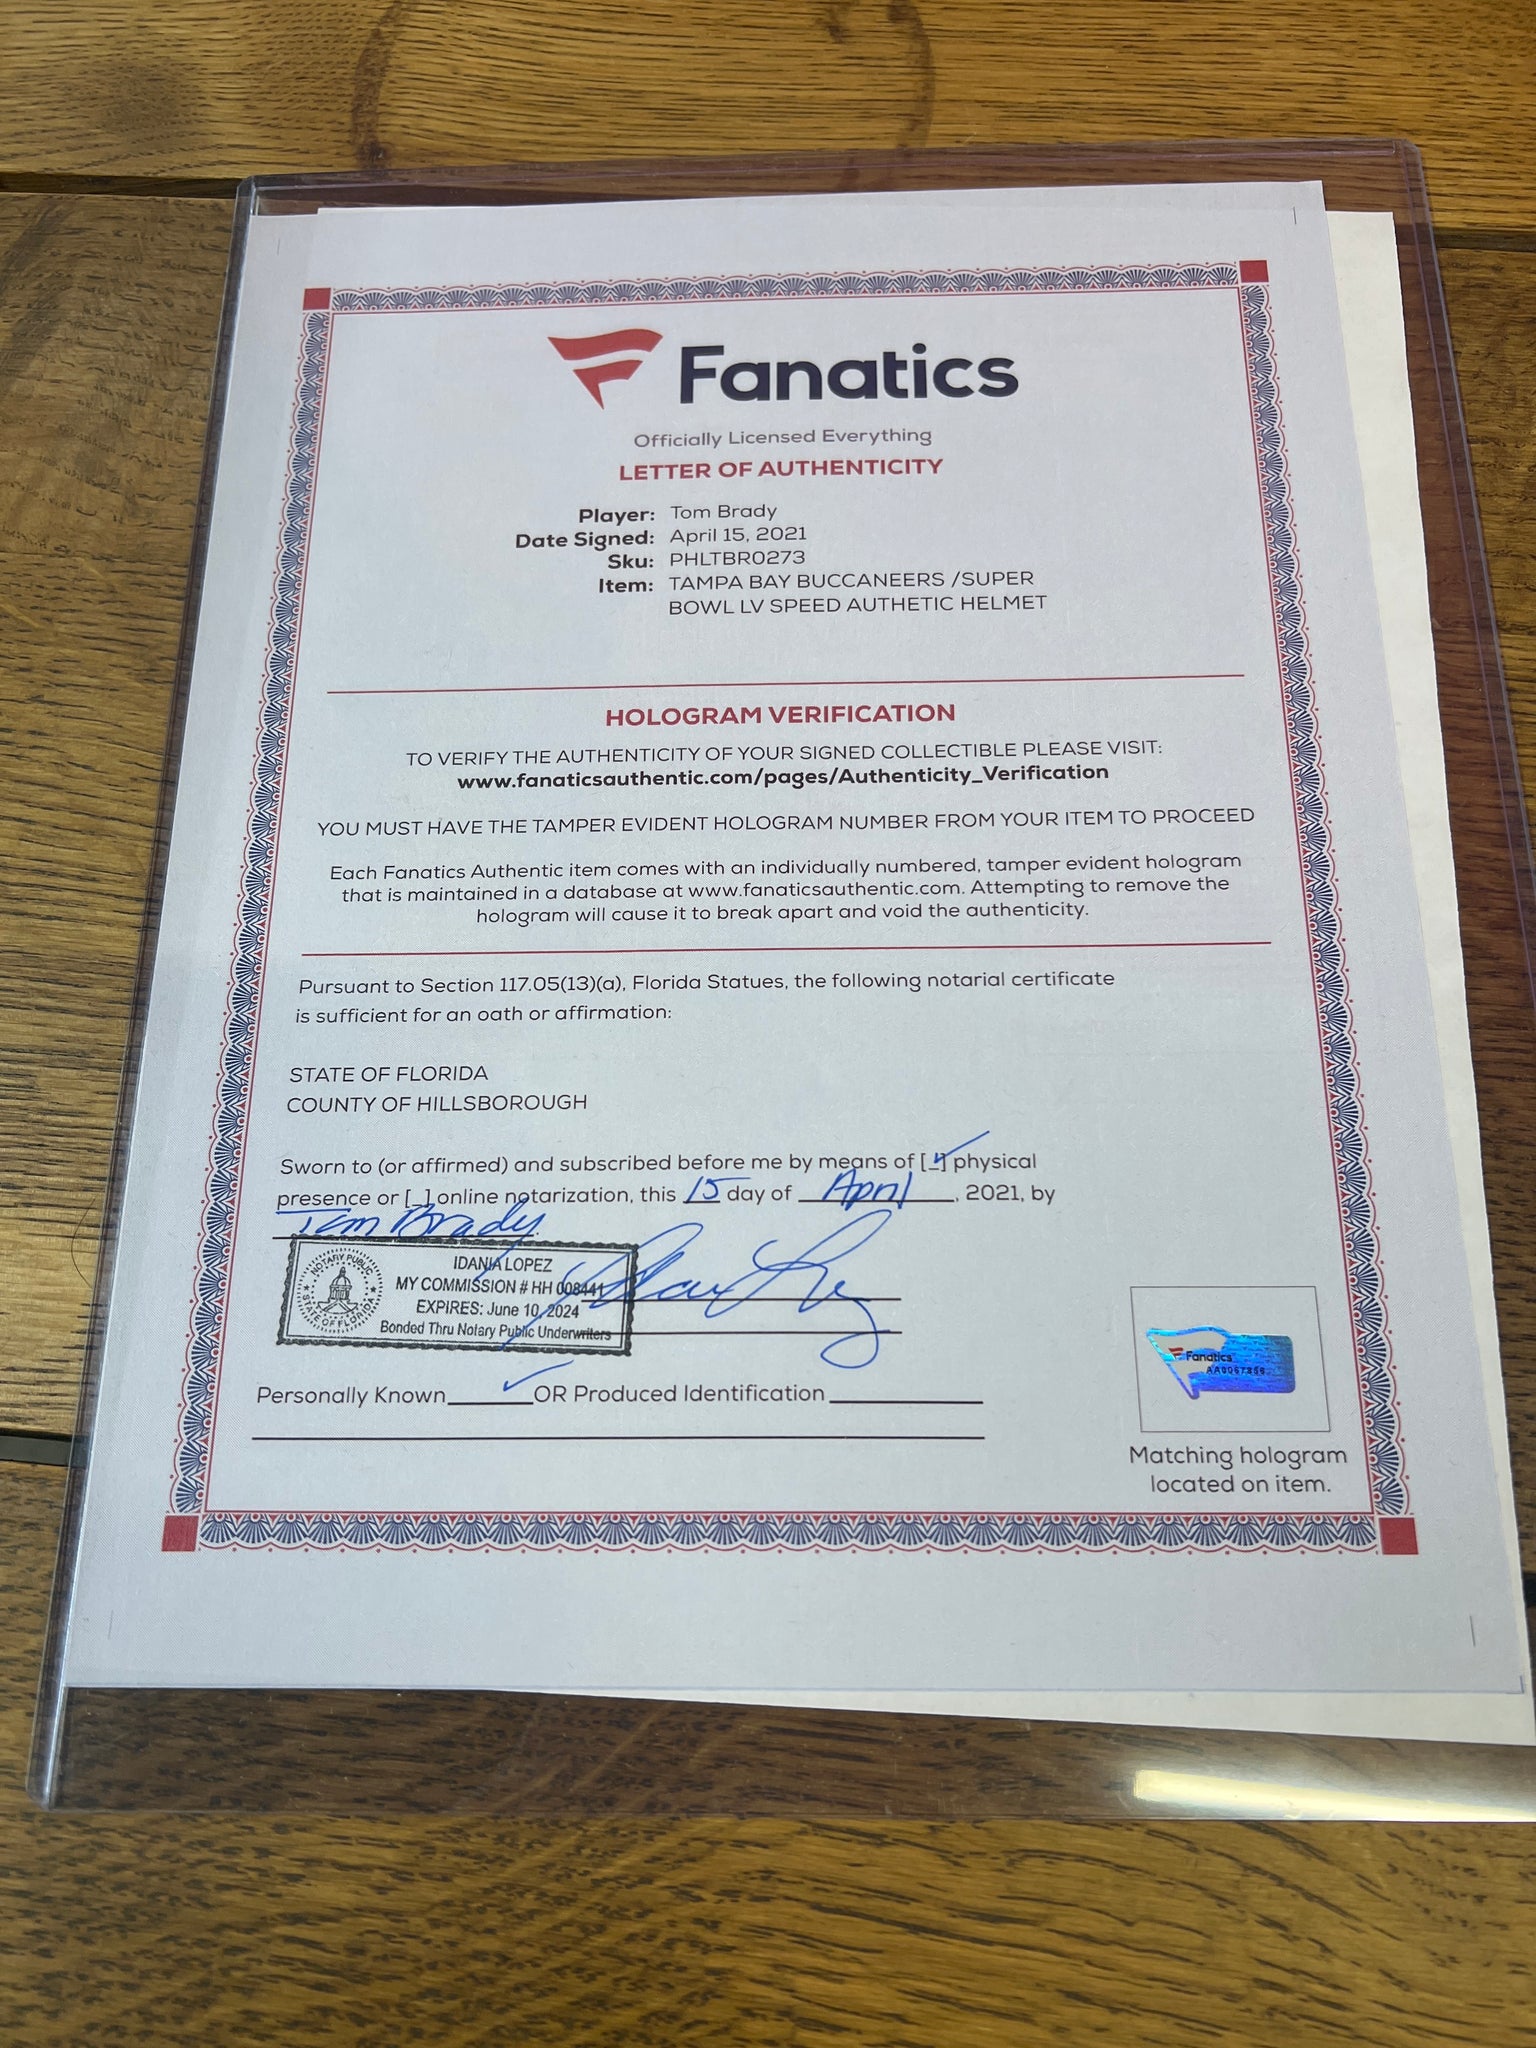 Fanatics
Officially Licensed Everything
LETTER OF AUTHENTICITY
Player: Tom Brady
Date Signed: April 15, 2021
Sku: PHLTBR0273
Item: TAMPA BAY BUCCANEERS /SUPER
BOWL LV SPEED AUTHETIC HELMET
HOLOGRAM VERIFICATION
TO VERIFY THE AUTHENTICITY OF YOUR SIGNED COLLECTIBLE PLEASE VISIT:
www.fanaticsauthentic.com/pages/Authenticity_Verification
YOU MUST HAVE THE TAMPER EVIDENT HOLOGRAM NUMBER FROM YOUR ITEM TO PROCEED
Each Fanatics Authentic item comes with an individually numbered, tamper evident hologram
that is maintained in a database at www.fanaticsauthentic.com. Attempting to remove the
hologram will cause it to break apart and void the authenticity.
Pursuant to Section 117.05(13)(a), Florida Statues, the following notarial certificate
is sufficient for an oath or affirmation:
STATE OF FLORIDA
COUNTY OF HILLSBOROUGH
Sworn to (or affirmed) and subscribed before me by means of [_] physical
presence or [_] online notarization, this 15 day of April, 2021, by
Tom Brady
NOTARY PUBLIC
STATE OF FLORIDA
IDANIA LOPEZ
MY COMMISSION # HH 008441
EXPIRES: June 10, 2024
Bonded Thru Notary Public Underwriters
Personally Known ______ OR Produced Identification ______
Fanatics
Matching hologram
located on item.